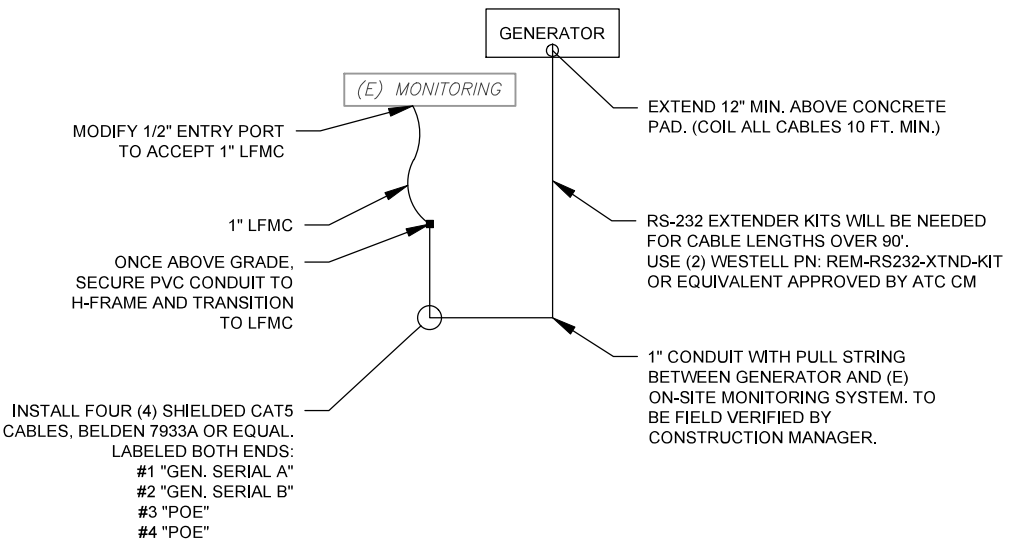 GENERATOR
(E) MONITORING
EXTEND 12" MIN. ABOVE CONCRETE
PAD. (COIL ALL CABLES 10 FT. MIN.)
MODIFY 1/2" ENTRY PORT
TO ACCEPT 1" LFMC
1" LFMC
RS-232 EXTENDER KITS WILL BE NEEDED
FOR CABLE LENGTHS OVER 90'.
USE (2) WESTELL PN: REM-RS232-XTND-KIT
OR EQUIVALENT APPROVED BY ATC CM
ONCE ABOVE GRADE,
SECURE PVC CONDUIT TO
H-FRAME AND TRANSITION
TO LFMC
1" CONDUIT WITH PULL STRING
BETWEEN GENERATOR AND (E)
ON-SITE MONITORING SYSTEM. TO
BE FIELD VERIFIED BY
CONSTRUCTION MANAGER.
INSTALL FOUR (4) SHIELDED CAT5
CABLES, BELDEN 7933A OR EQUAL.
LABELED BOTH ENDS:
#1 "GEN. SERIAL A"
#2 "GEN. SERIAL B"
#3 "POE"
#4 "POE"